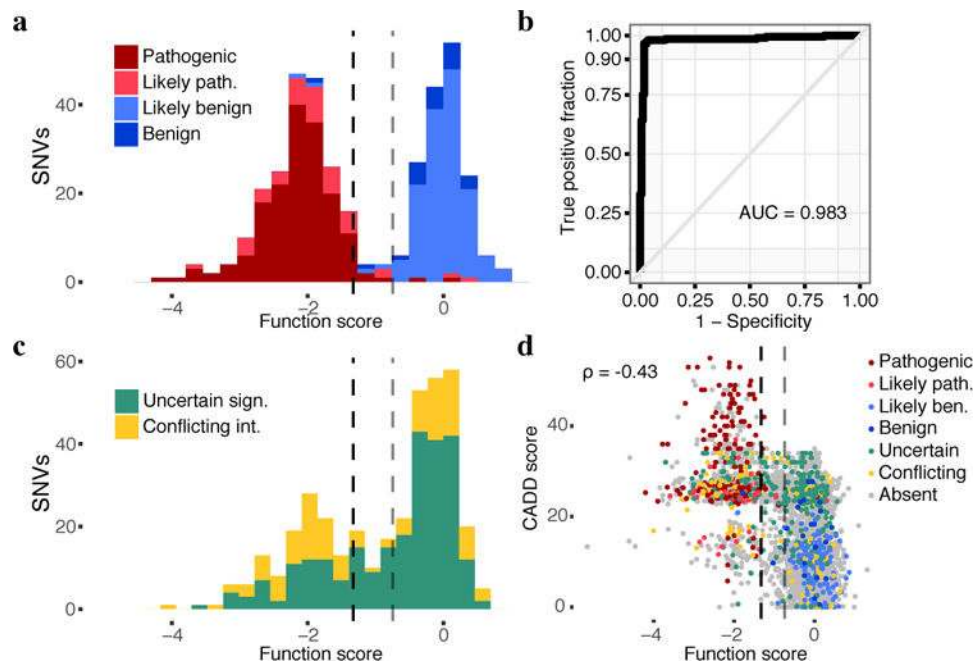 a
Pathogenic
Likely path.
Likely benign
Benign
SNVs
40
20
0
−4
−2
0
Function score
b
True positive fraction
1.00
0.90
0.75
0.50
0.25
0.00
AUC = 0.983
0.00
0.25
0.50
0.75
1.00
1 − Specificity
c
Uncertain sign.
Conflicting int.
SNVs
60
40
20
0
−4
−2
0
Function score
d
ρ = -0.43
Pathogenic
Likely path.
Likely ben.
Benign
Uncertain
Conflicting
Absent
CADD score
40
20
0
−4
−2
0
Function score